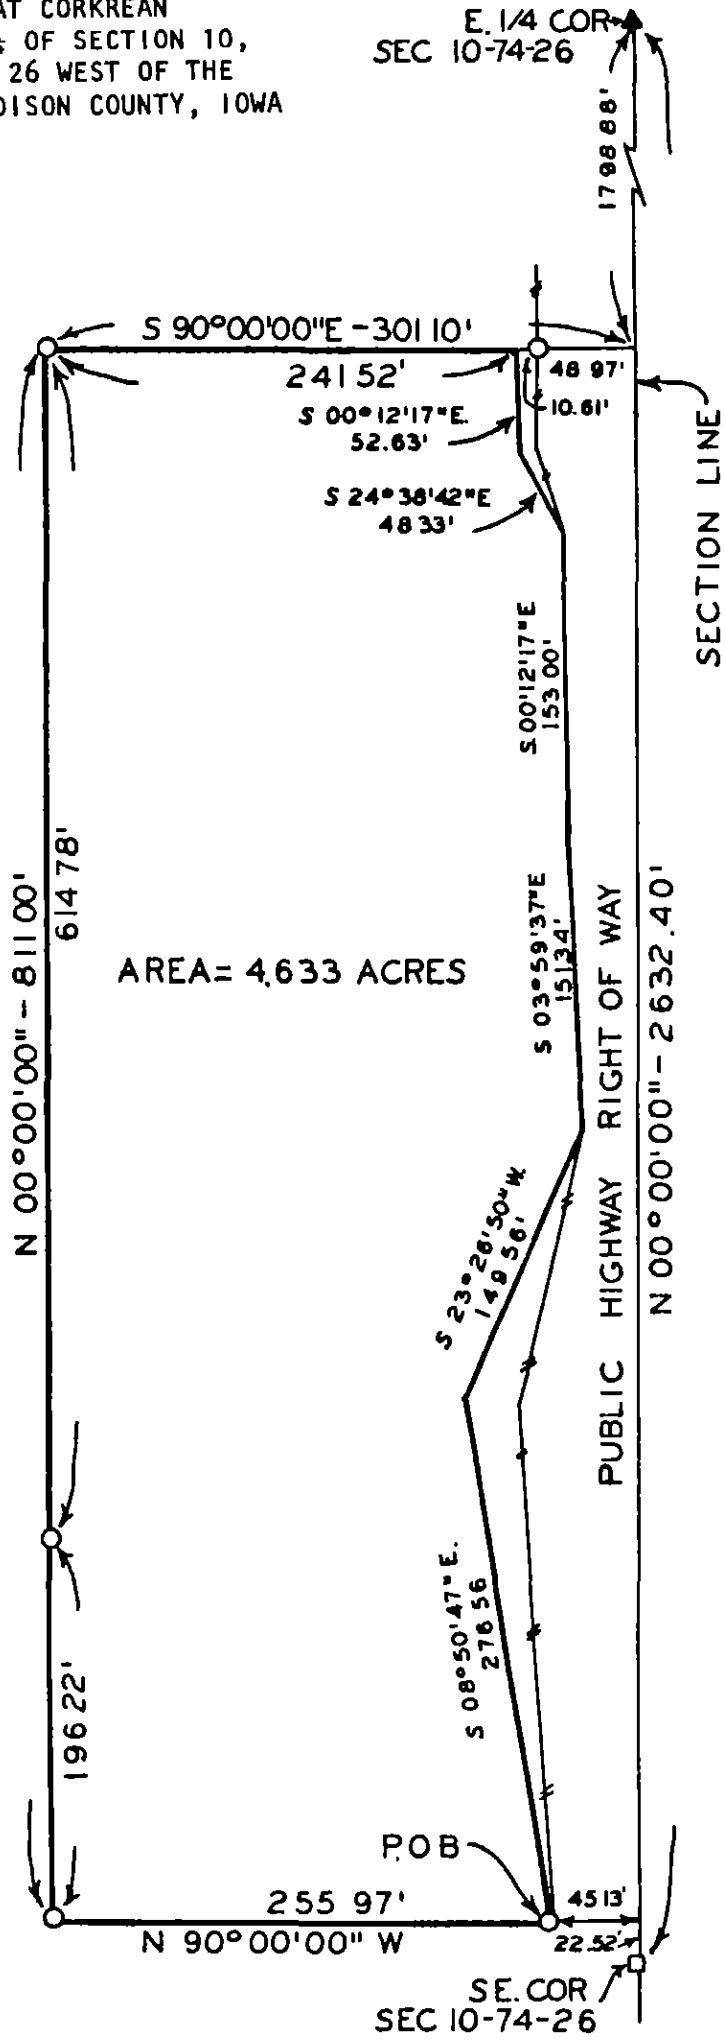 AT CORKREAN
OF SECTION 10,
26 WEST OF THE
DISON COUNTY, IOWA
E. 1/4 COR
SEC 10-74-26
1798 88'
S 90°00'00"E -301 10'
241 52'
48 97'
10.61'
S 00°12'17"E.
52.63'
S 24°38'42"E
48 33'
SECTION LINE
S 00°12'17"E
153 00'
N 00°00'00" - 811 00'
614 78'
AREA= 4.633 ACRES
S 03°59'37"E
151 34'
PUBLIC HIGHWAY RIGHT OF WAY
N 00°00'00" - 2632.40'
S 23°26'50"W.
149 56'
S 08°50'47"E.
276 56
196 22'
P.O B
255 97'
N 90°00'00" W
45 13'
22.52'
S E. COR
SEC 10-74-26